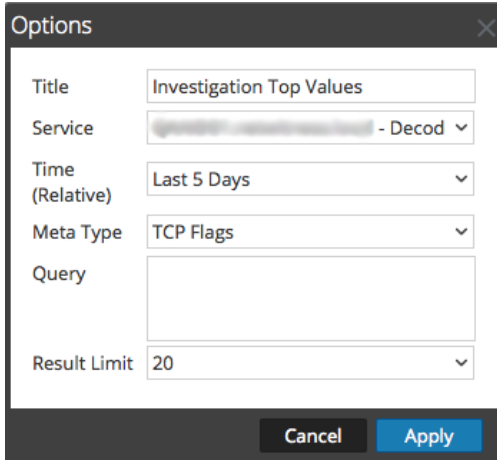 Options
Title Investigation Top Values
Service - Decod
Time
(Relative) Last 5 Days
Meta Type TCP Flags
Query
Result Limit 20
Cancel Apply